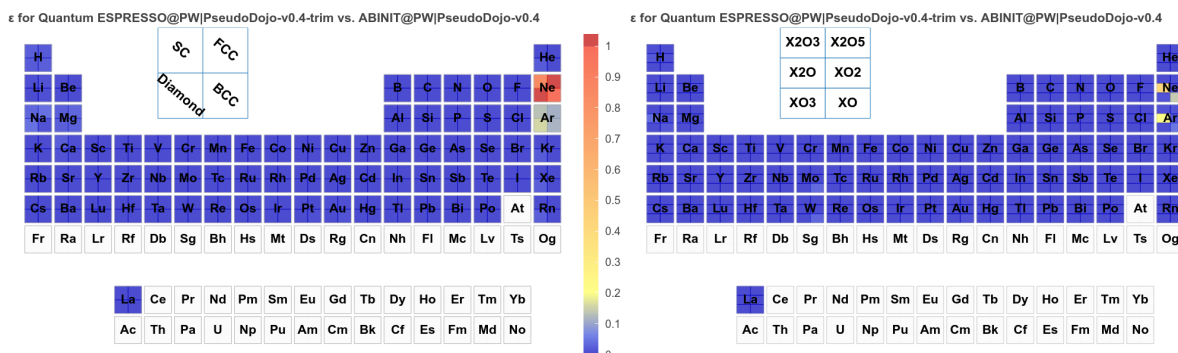 ε for Quantum ESPRESSO@PW|PseudoDojo-v0.4-trim vs. ABINIT@PW|PseudoDojo-v0.4
SC FCC
Diamond BCC
H He
Li Be B C N O F Ne
Na Mg Al Si P S Cl Ar
K Ca Sc Ti V Cr Mn Fe Co Ni Cu Zn Ga Ge As Se Br Kr
Rb Sr Y Zr Nb Mo Tc Ru Rh Pd Ag Cd In Sn Sb Te I Xe
Cs Ba Lu Hf Ta W Re Os Ir Pt Au Hg Tl Pb Bi Po At Rn
Fr Ra Lr Rf Db Sg Bh Hs Mt Ds Rg Cn Nh Fl Mc Lv Ts Og
La Ce Pr Nd Pm Sm Eu Gd Tb Dy Ho Er Tm Yb
Ac Th Pa U Np Pu Am Cm Bk Cf Es Fm Md No
1
0.9
0.8
0.7
0.6
0.5
0.4
0.3
0.2
0.1
0
ε for Quantum ESPRESSO@PW|PseudoDojo-v0.4-trim vs. ABINIT@PW|PseudoDojo-v0.4
X2O3 X2O5
X2O XO2
XO3 XO
H He
Li Be B C N O F Ne
Na Mg Al Si P S Cl Ar
K Ca Sc Ti V Cr Mn Fe Co Ni Cu Zn Ga Ge As Se Br Kr
Rb Sr Y Zr Nb Mo Tc Ru Rh Pd Ag Cd In Sn Sb Te I Xe
Cs Ba Lu Hf Ta W Re Os Ir Pt Au Hg Tl Pb Bi Po At Rn
Fr Ra Lr Rf Db Sg Bh Hs Mt Ds Rg Cn Nh Fl Mc Lv Ts Og
La Ce Pr Nd Pm Sm Eu Gd Tb Dy Ho Er Tm Yb
Ac Th Pa U Np Pu Am Cm Bk Cf Es Fm Md No